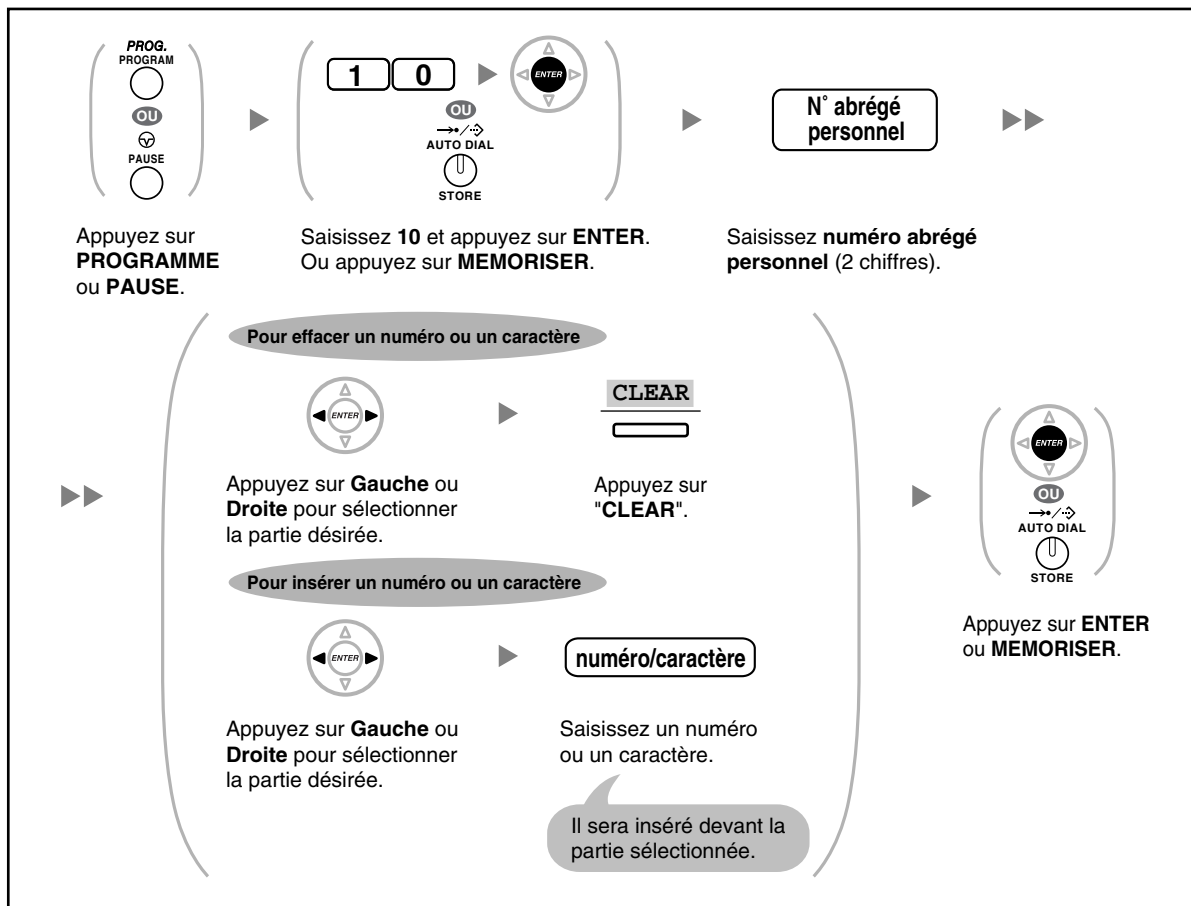 PROG.
PROGRAM
OU
PAUSE
1 0
ENTER
OU
AUTO DIAL
STORE
N° abrégé
personnel
Appuyez sur
PROGRAMME
ou PAUSE.
Saisissez 10 et appuyez sur ENTER.
Ou appuyez sur MEMORISER.
Saisissez numéro abrégé
personnel (2 chiffres).
Pour effacer un numéro ou un caractère
ENTER
CLEAR
Appuyez sur Gauche ou
Droite pour sélectionner
la partie désirée.
Appuyez sur
"CLEAR".
Pour insérer un numéro ou un caractère
ENTER
numéro/caractère
Appuyez sur Gauche ou
Droite pour sélectionner
la partie désirée.
Saisissez un numéro
ou un caractère.
Il sera inséré devant la
partie sélectionnée.
ENTER
OU
AUTO DIAL
STORE
Appuyez sur ENTER
ou MEMORISER.